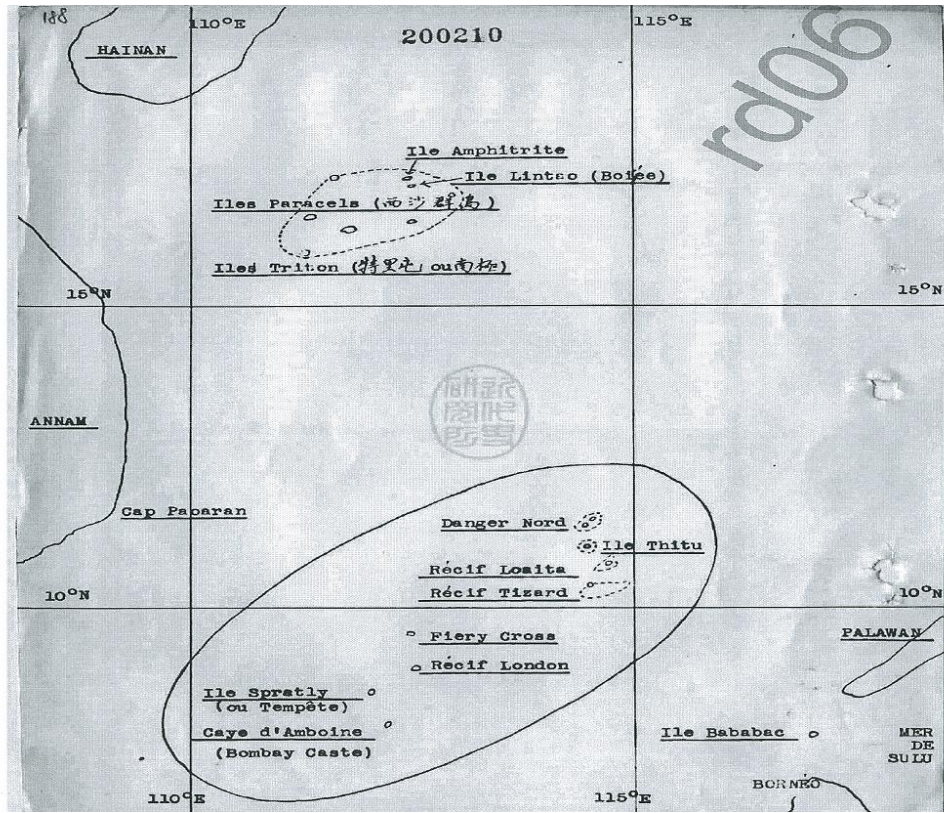 188
110°E
115°E
HAINAN
200210
rd06
Ile Amphitrite
Ile Lintao (Boisée)
Iles Paracels (西沙群島)
Iles Triton (特里屯 ou南極)
15°N
15°N
ANNAM
Cap Padaran
Danger Nord
Ile Thitu
Récif Loaita
Récif Tizard
10°N
10°N
Fiery Cross
PALAWAN
Récif London
Ile Spratly
(ou Tempête)
Caye d'Amboine
(Bombay Caste)
Ile Bababac
MER
DE
SULU
BORNÉO
110°E
115°E